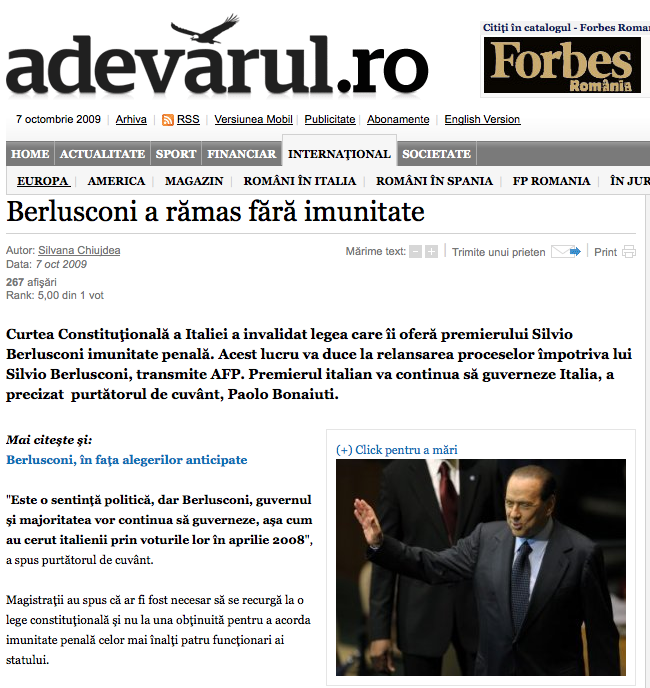 adevărul.ro
Citiţi în catalogul - Forbes Roma
Forbes
România
7 octombrie 2009 | Arhiva | RSS | Versiunea Mobil | Publicitate | Abonamente | English Version
HOME ACTUALITATE SPORT FINANCIAR INTERNAŢIONAL SOCIETATE
EUROPA | AMERICA | MAGAZIN | ROMÂNI ÎN ITALIA | ROMÂNI ÎN SPANIA | FP ROMANIA | ÎN JUR
Berlusconi a rămas fără imunitate
Autor: Silvana Chiujdea
Mărime text: - + | Trimite unui prieten | Print
Data: 7 oct 2009
267 afişări
Rank: 5,00 din 1 vot
Curtea Constituţională a Italiei a invalidat legea care îi oferă premierului Silvio
Berlusconi imunitate penală. Acest lucru va duce la relansarea proceselor împotriva lui
Silvio Berlusconi, transmite AFP. Premierul italian va continua să guverneze Italia, a
precizat purtătorul de cuvânt, Paolo Bonaiuti.
Mai citeşte şi:
Berlusconi, în faţa alegerilor anticipate
"Este o sentinţă politică, dar Berlusconi, guvernul
şi majoritatea vor continua să guverneze, aşa cum
au cerut italienii prin voturile lor în aprilie 2008",
a spus purtătorul de cuvânt.
Magistraţii au spus că ar fi fost necesar să se recurgă la o
lege constituţională şi nu la una obţinuită pentru a acorda
imunitate penală celor mai înalţi patru funcţionari ai
statului.
(+) Click pentru a mări